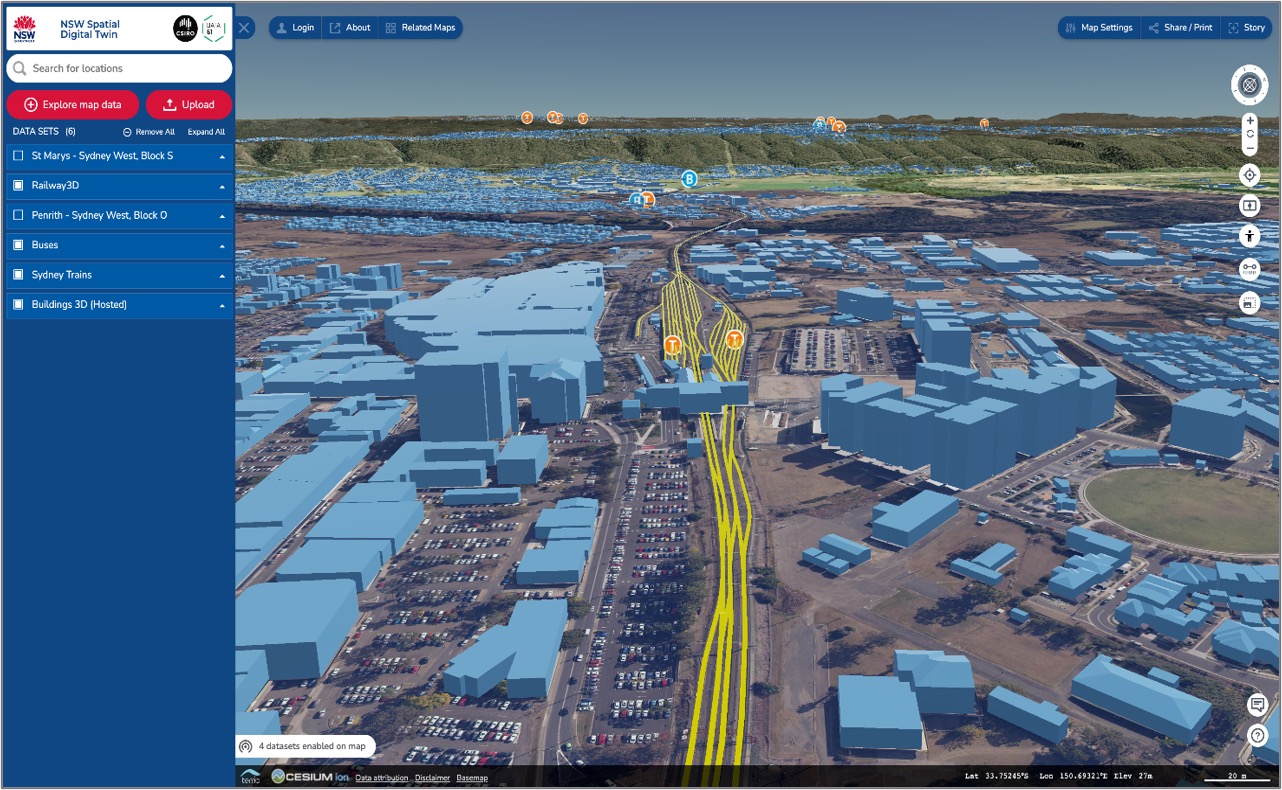 NSW
NSW Spatial
Digital Twin
CSIRO
DATA
61
Login
About
Related Maps
Map Settings
Share / Print
Story
Search for locations
Explore map data
Upload
DATA SETS (6)
Remove All
Expand All
St Marys - Sydney West, Block S
Railway3D
Penrith - Sydney West, Block O
Buses
Sydney Trains
Buildings 3D (Hosted)
B
T
T
4 datasets enabled on map
terria
CESIUM ion
Data attribution
Disclaimer
Basemap
Lat 33.75245°S Lon 150.69321°E Elev 27m
20 m